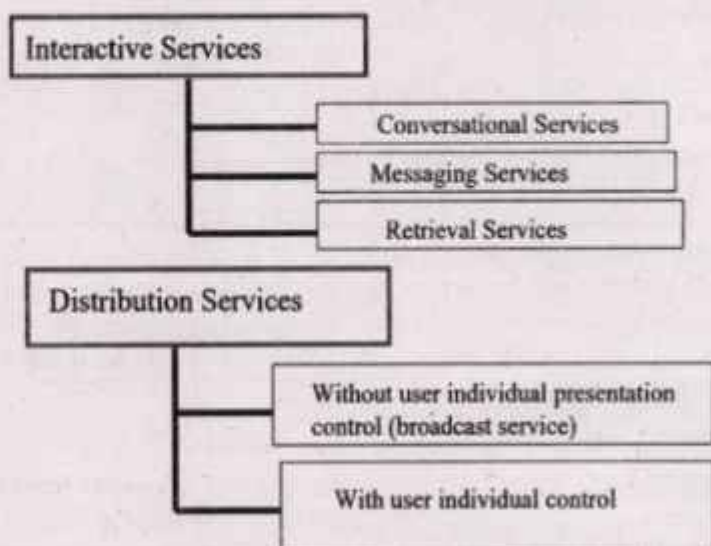 Interactive Services
Conversational Services
Messaging Services
Retrieval Services
Distribution Services
Without user individual presentation
control (broadcast service)
With user individual control